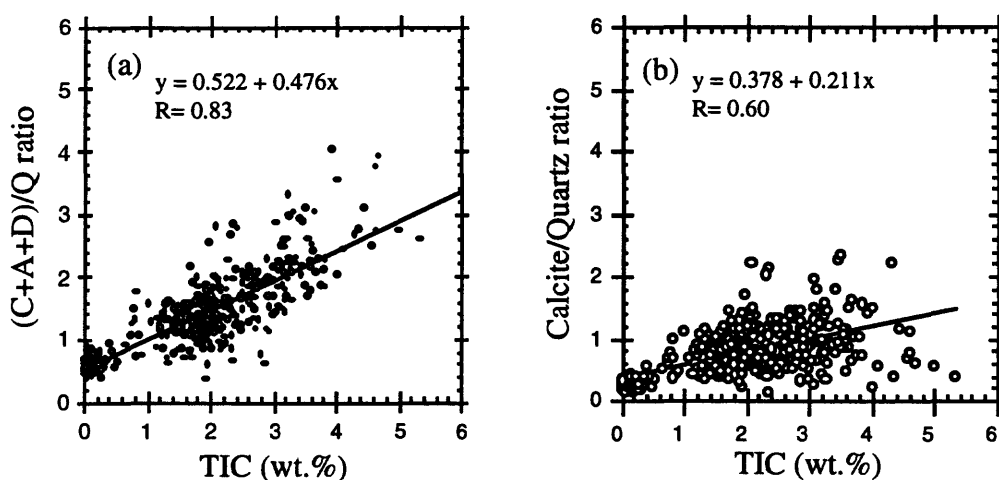 (a)
y = 0.522 + 0.476x
R= 0.83
(C+A+D)/Q ratio
6
5
4
3
2
1
0
0 1 2 3 4 5 6
TIC (wt.%)
(b)
y = 0.378 + 0.211x
R= 0.60
Calcite/Quartz ratio
6
5
4
3
2
1
0
0 1 2 3 4 5 6
TIC (wt.%)